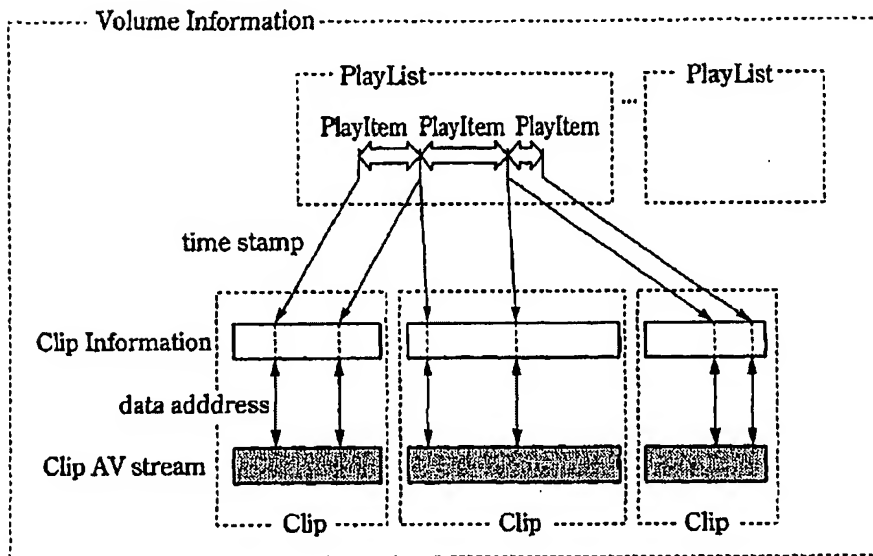 Volume Information
PlayList
PlayList
...
PlayItem PlayItem PlayItem
time stamp
Clip Information
data adddress
Clip AV stream
Clip
Clip
Clip